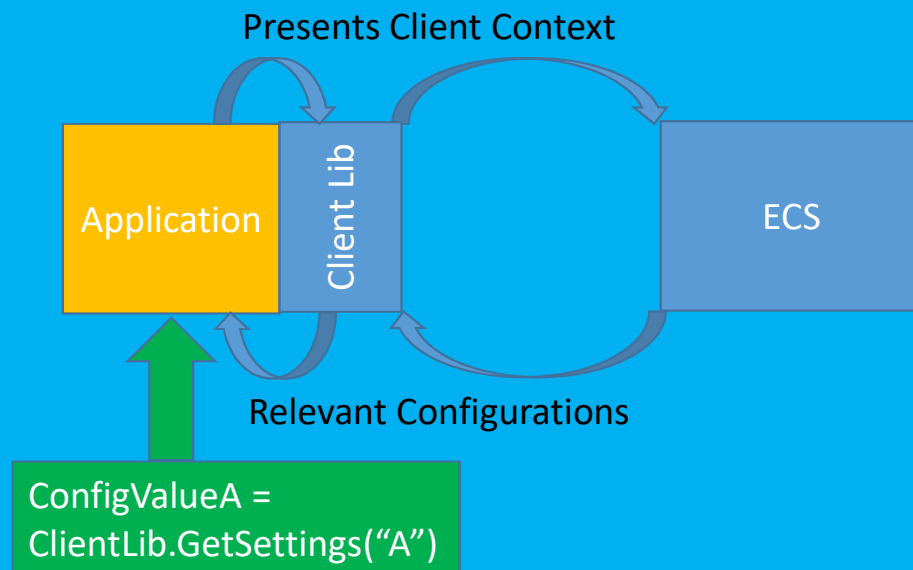 Presents Client Context
Application
Client Lib
ECS
Relevant Configurations
ConfigValueA =
ClientLib.GetSettings(“A”)